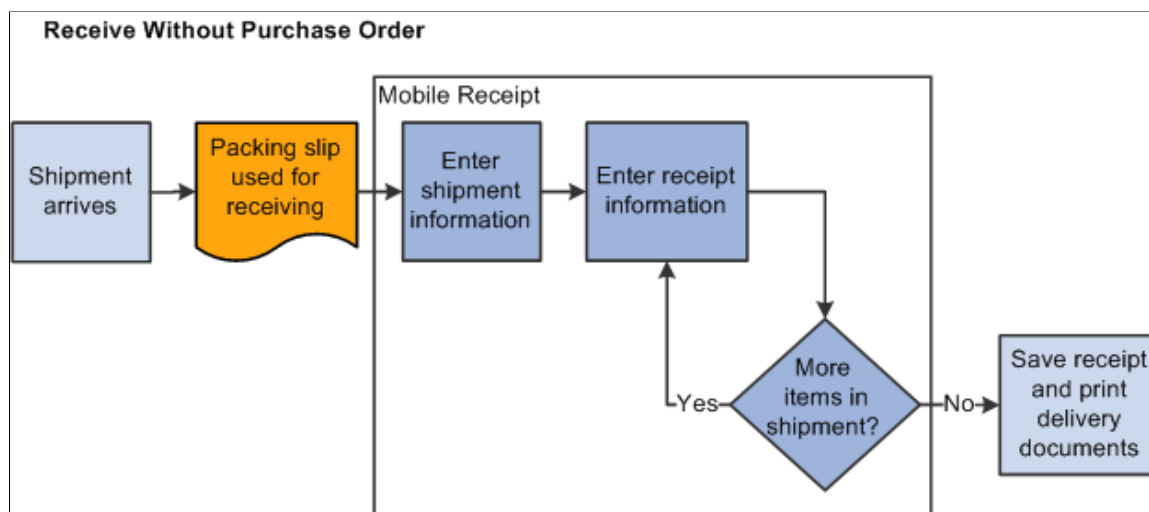 Receive Without Purchase Order
Mobile Receipt
Shipment
arrives
Packing slip
used for
receiving
Enter
shipment
information
Enter receipt
information
More
items in
shipment?
Yes
No
Save receipt
and print
delivery
documents